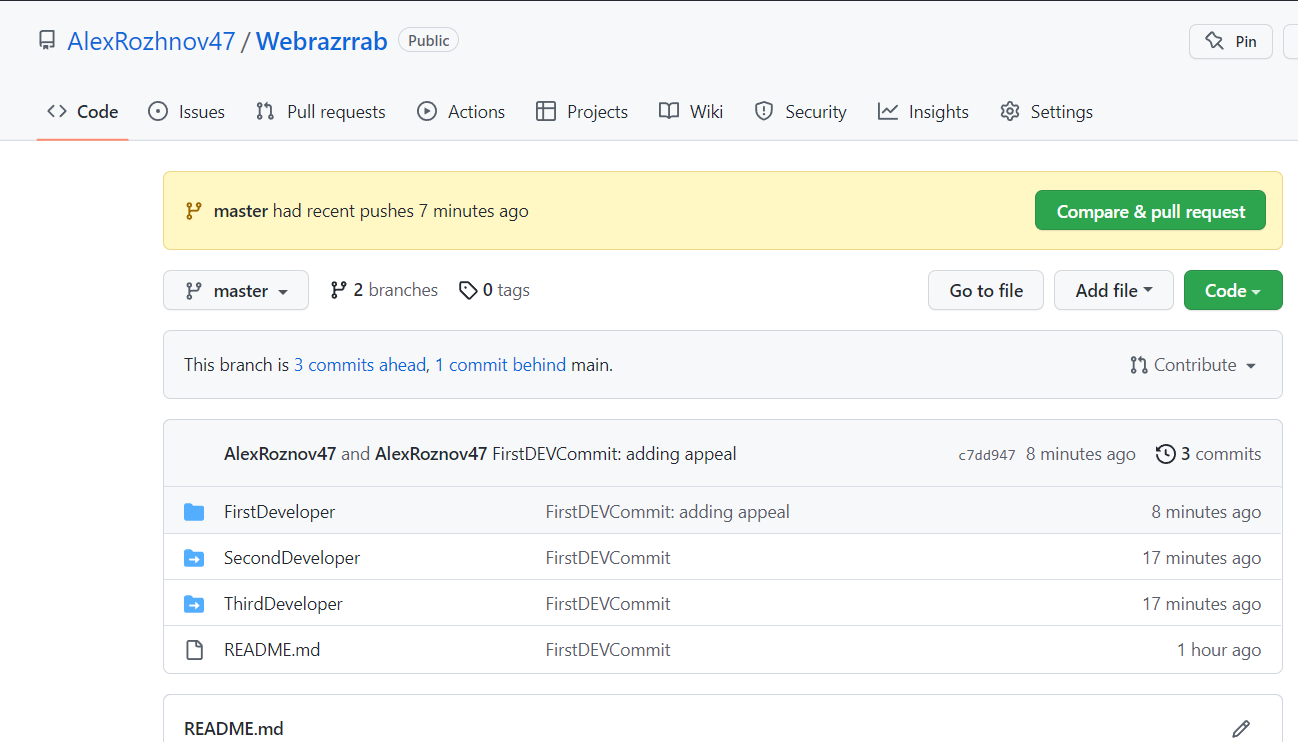 AlexRozhnov47 / Webrazrrab Public Pin
Code Issues Pull requests Actions Projects Wiki Security Insights Settings
master had recent pushes 7 minutes ago Compare & pull request
master 2 branches 0 tags Go to file Add file Code
This branch is 3 commits ahead, 1 commit behind main. Contribute
AlexRoznov47 and AlexRoznov47 FirstDEVCommit: adding appeal c7dd947 8 minutes ago 3 commits
FirstDeveloper FirstDEVCommit: adding appeal 8 minutes ago
SecondDeveloper FirstDEVCommit 17 minutes ago
ThirdDeveloper FirstDEVCommit 17 minutes ago
README.md FirstDEVCommit 1 hour ago
README.md